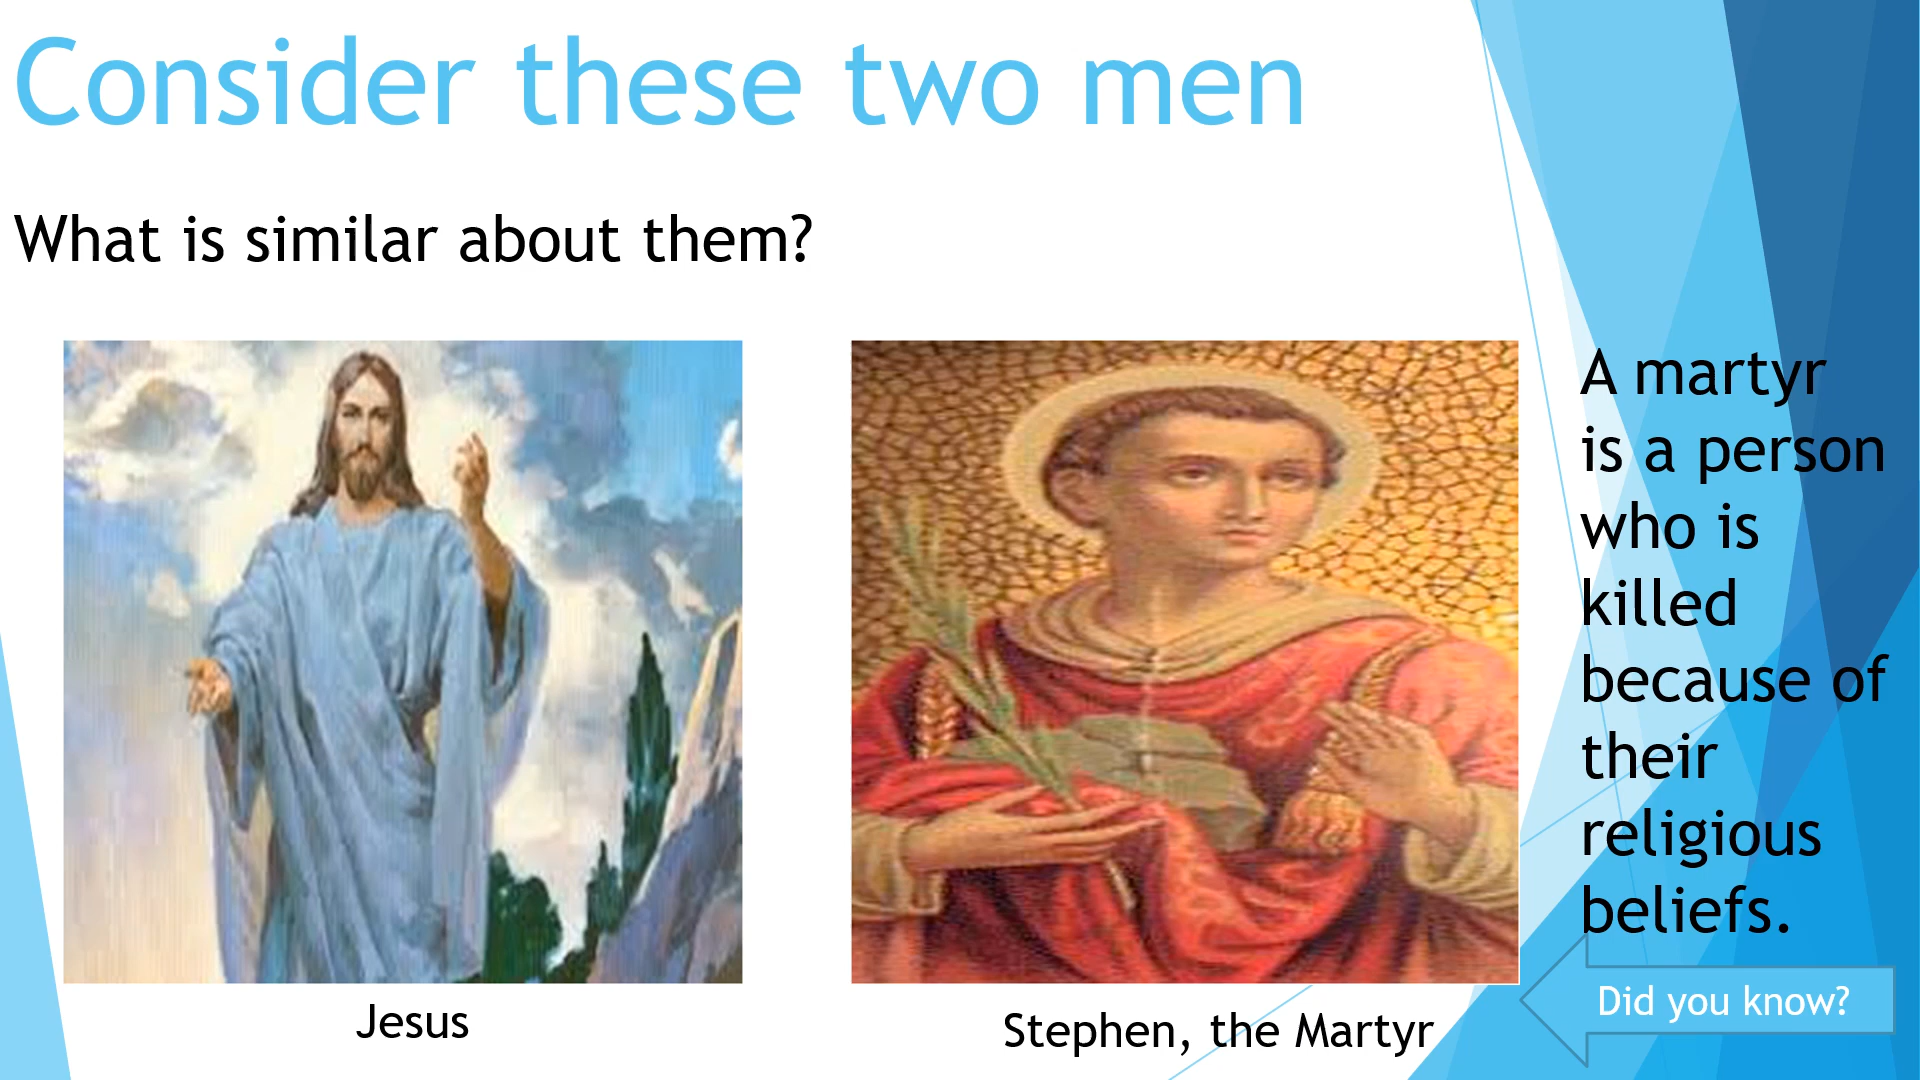 Consider these two men
What is similar about them?
Jesus
Stephen, the Martyr
A martyr
is a person
who is
killed
because of
their
religious
beliefs.
Did you know?